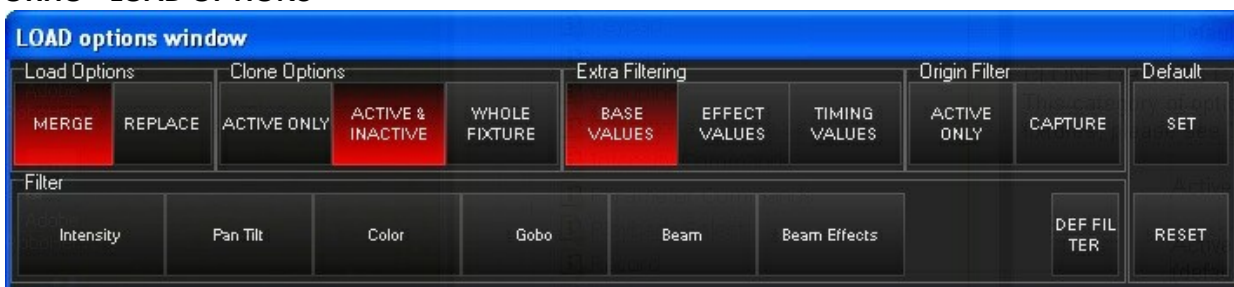 LOAD options window
Load Options Clone Options Extra Filtering Origin Filter Default
MERGE REPLACE ACTIVE ONLY ACTIVE & INACTIVE WHOLE FIXTURE BASE VALUES EFFECT VALUES TIMING VALUES ACTIVE ONLY CAPTURE SET
Filter
Intensity Pan Tilt Color Gobo Beam Beam Effects DEF FIL TER RESET